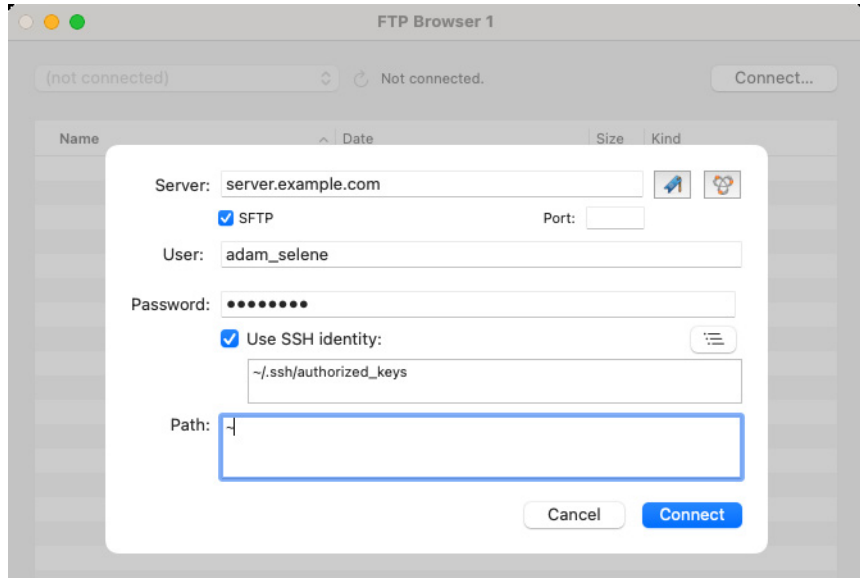 FTP Browser 1
(not connected) Not connected. Connect...
Name Date Size Kind
Server: server.example.com
SFTP Port:
User: adam_selene
Password: ••••••••
Use SSH identity:
~/.ssh/authorized_keys
Path: ~
Cancel Connect